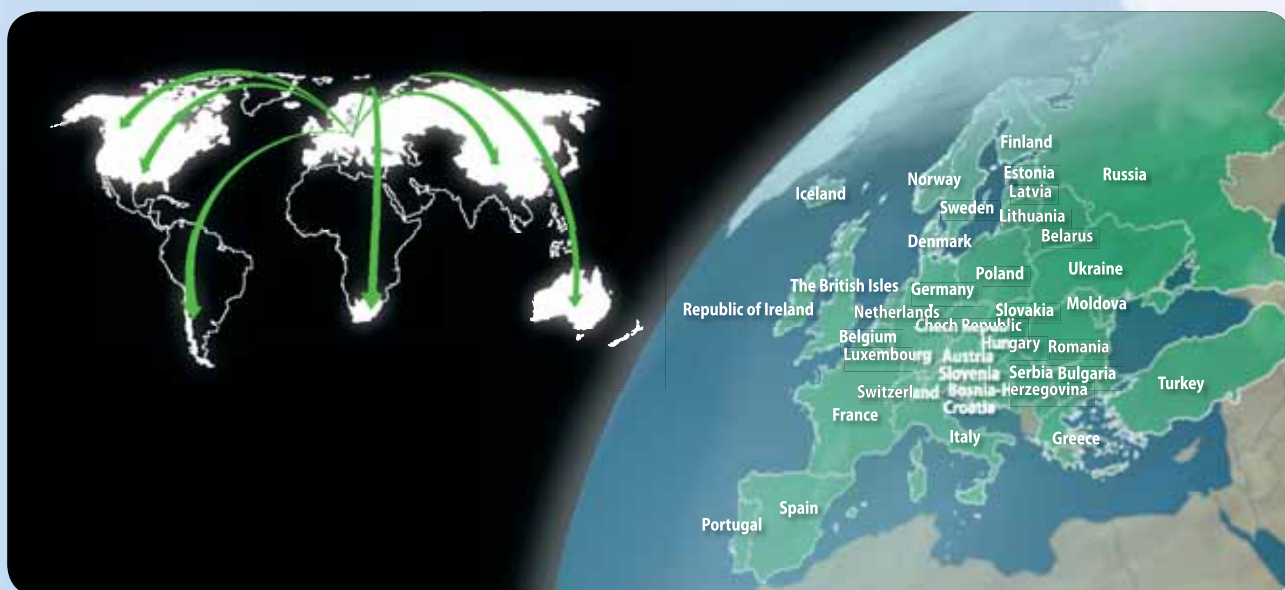 Finland
Estonia
Russia
Norway
Latvia
Iceland
Sweden
Lithuania
Belarus
Denmark
Ukraine
Poland
The British Isles
Germany
Moldova
Republic of Ireland
Netherlands
Slovakia
Chech Republic
Belgium
Hungary
Romania
Luxembourg
Austria
Slovenia
Serbia
Bulgaria
Turkey
Switzerland
Bosnia-Herzegovina
Croatia
France
Italy
Greece
Spain
Portugal